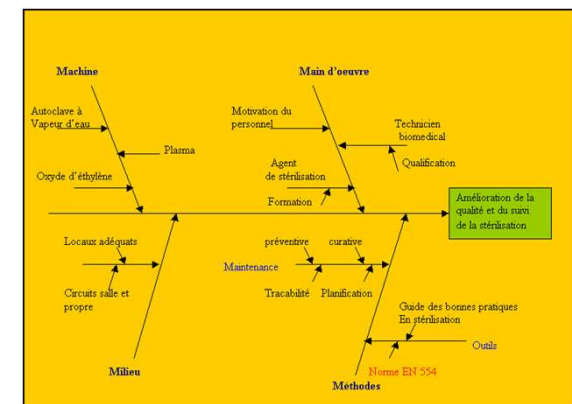 Machine
Main d'oeuvre
Autoclave à
Vapeur d'eau
Motivation du
personnel
Technicien
biomedical
Plasma
Qualification
Agent
de stérilisation
Oxyde d'éthylène
Formation
Amélioration de la
qualité et du suivi
de la stérilisation
Locaux adéquats
préventive
curative
Maintenance
Circuits salle et
propre
Tracabilité
Planification
Guide des bonnes pratiques
En stérilisation
Outils
Norme EN 554
Milieu
Méthodes